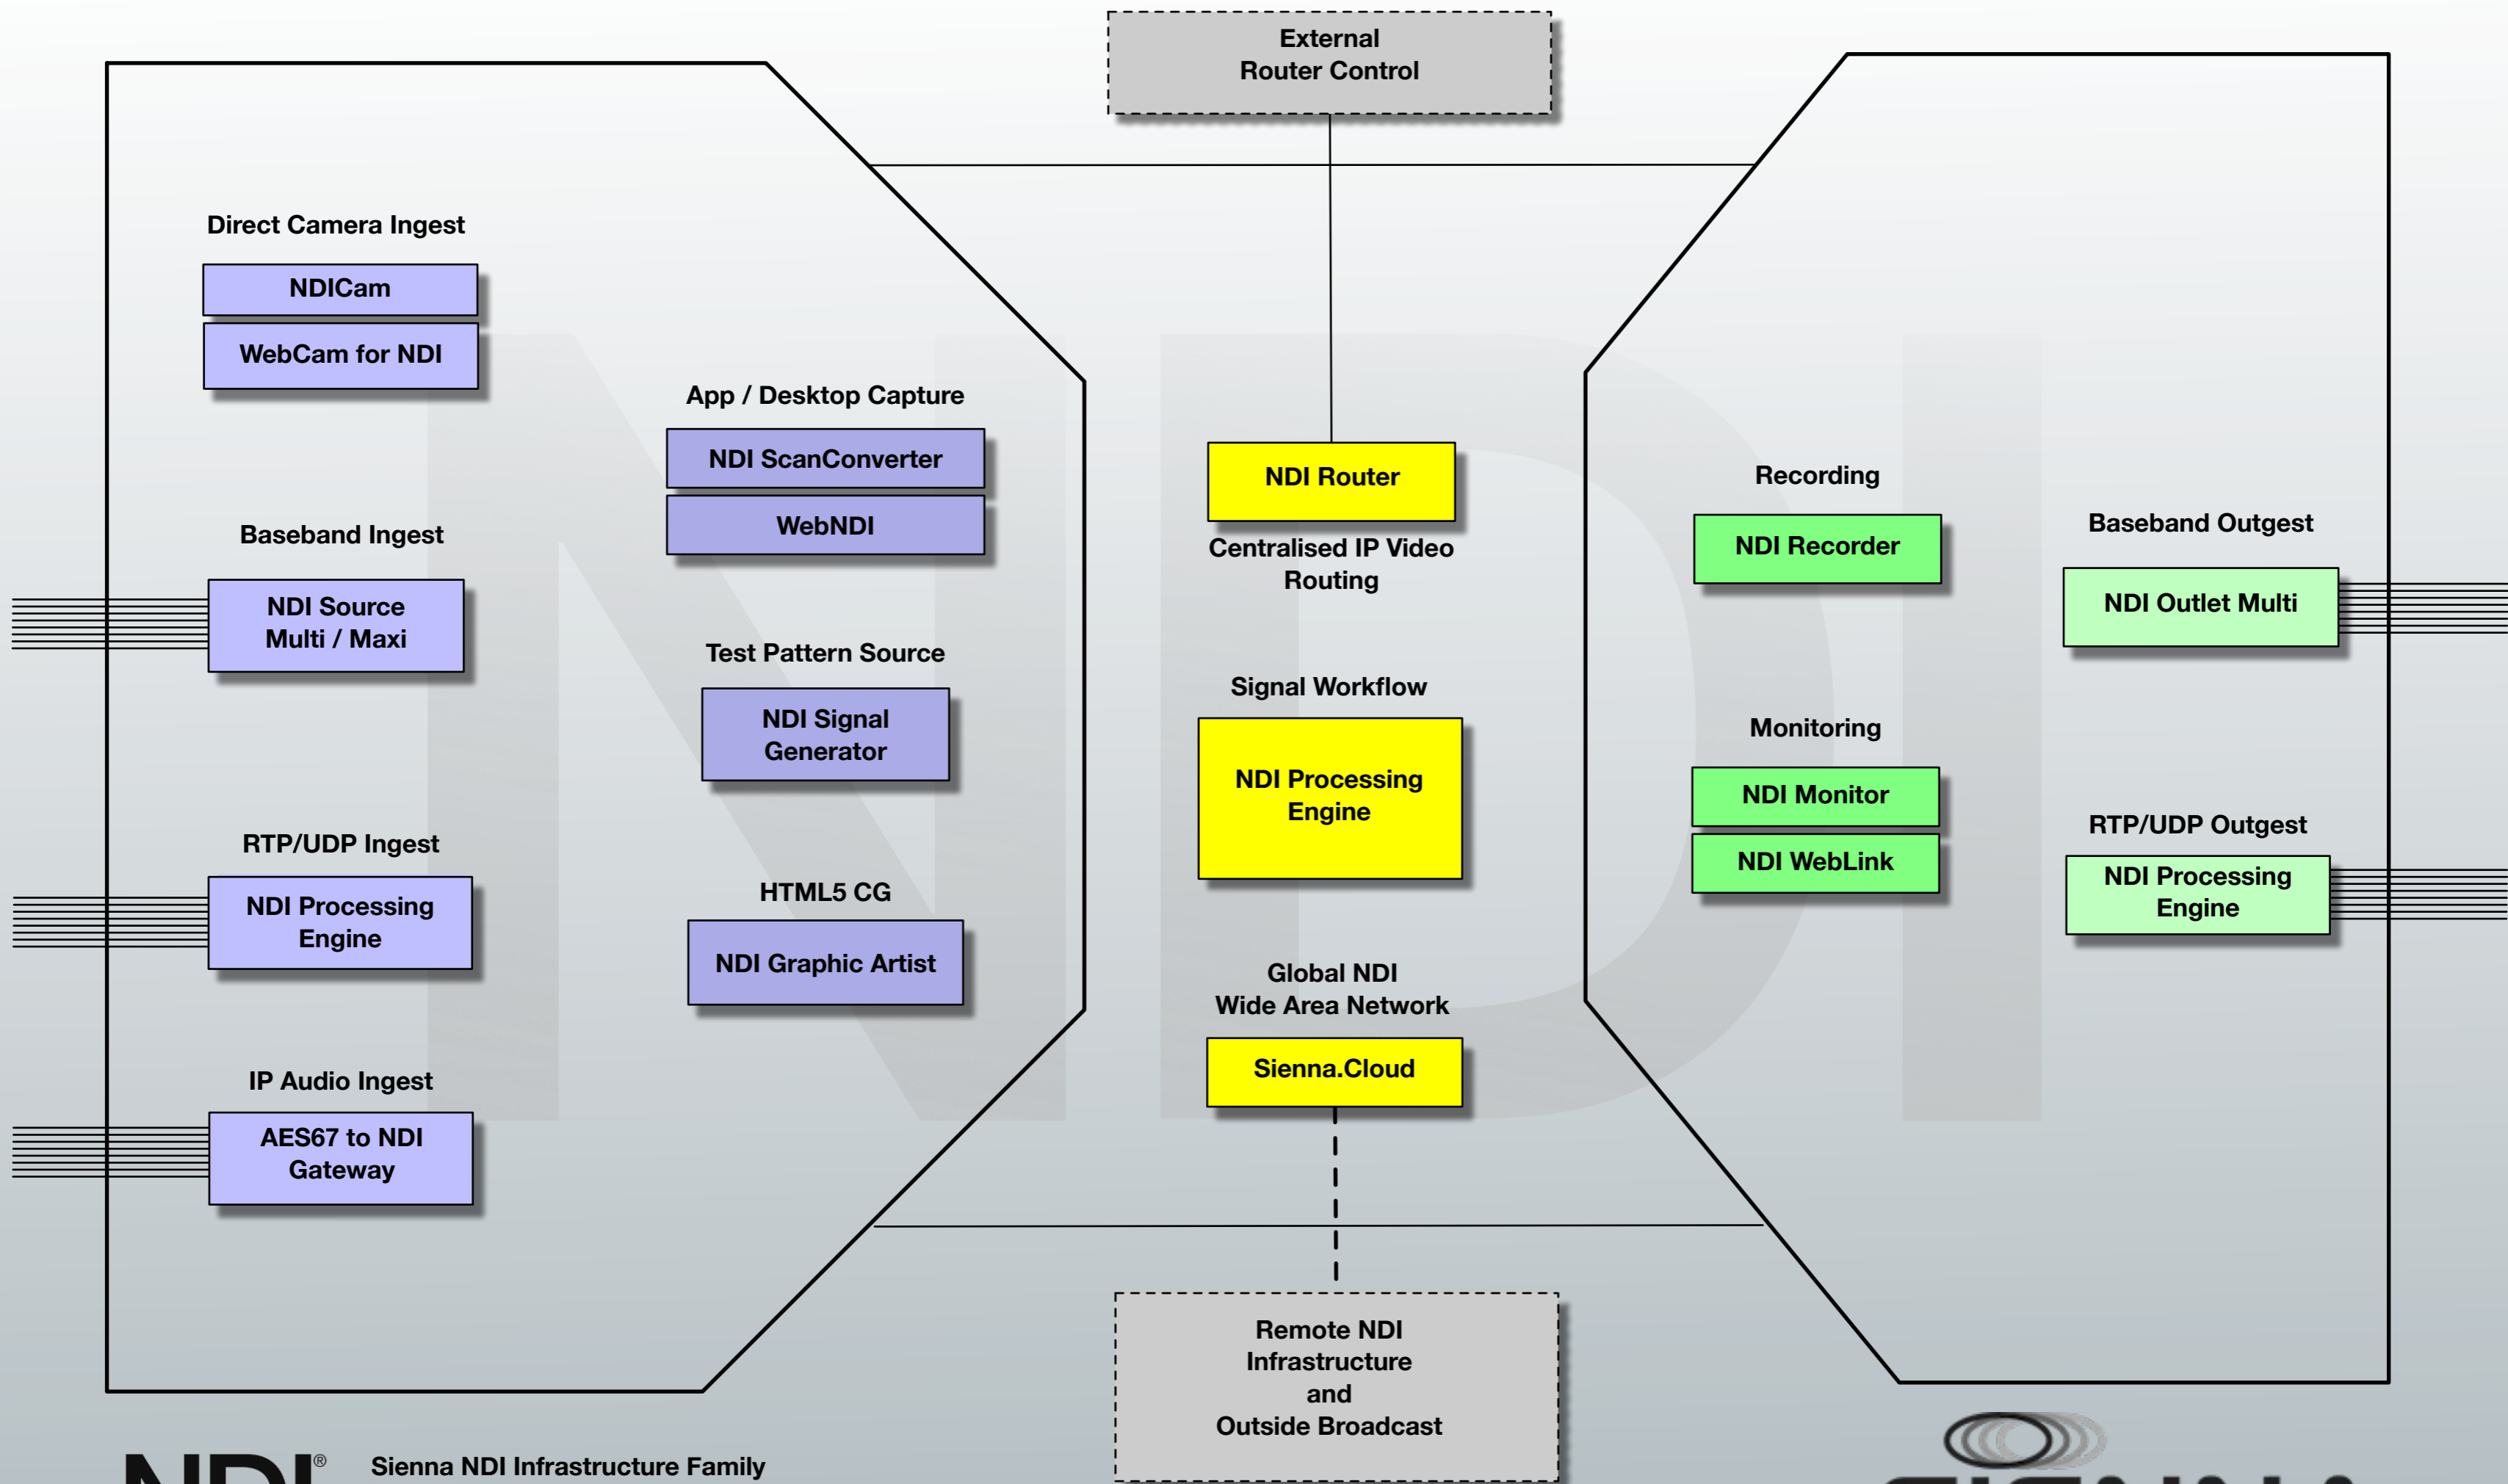 External
Router Control
Direct Camera Ingest
NDICam
WebCam for NDI
Baseband Ingest
NDI Source
Multi / Maxi
RTP/UDP Ingest
NDI Processing
Engine
IP Audio Ingest
AES67 to NDI
Gateway
App / Desktop Capture
NDI ScanConverter
WebNDI
Test Pattern Source
NDI Signal
Generator
HTML5 CG
NDI Graphic Artist
NDI Router
Centralised IP Video
Routing
Signal Workflow
NDI Processing
Engine
Global NDI
Wide Area Network
Sienna.Cloud
Remote NDI
Infrastructure
and
Outside Broadcast
Recording
NDI Recorder
Monitoring
NDI Monitor
NDI WebLink
Baseband Outgest
NDI Outlet Multi
RTP/UDP Outgest
NDI Processing
Engine
NDI
NDI®
Sienna NDI Infrastructure Family
SIENNA